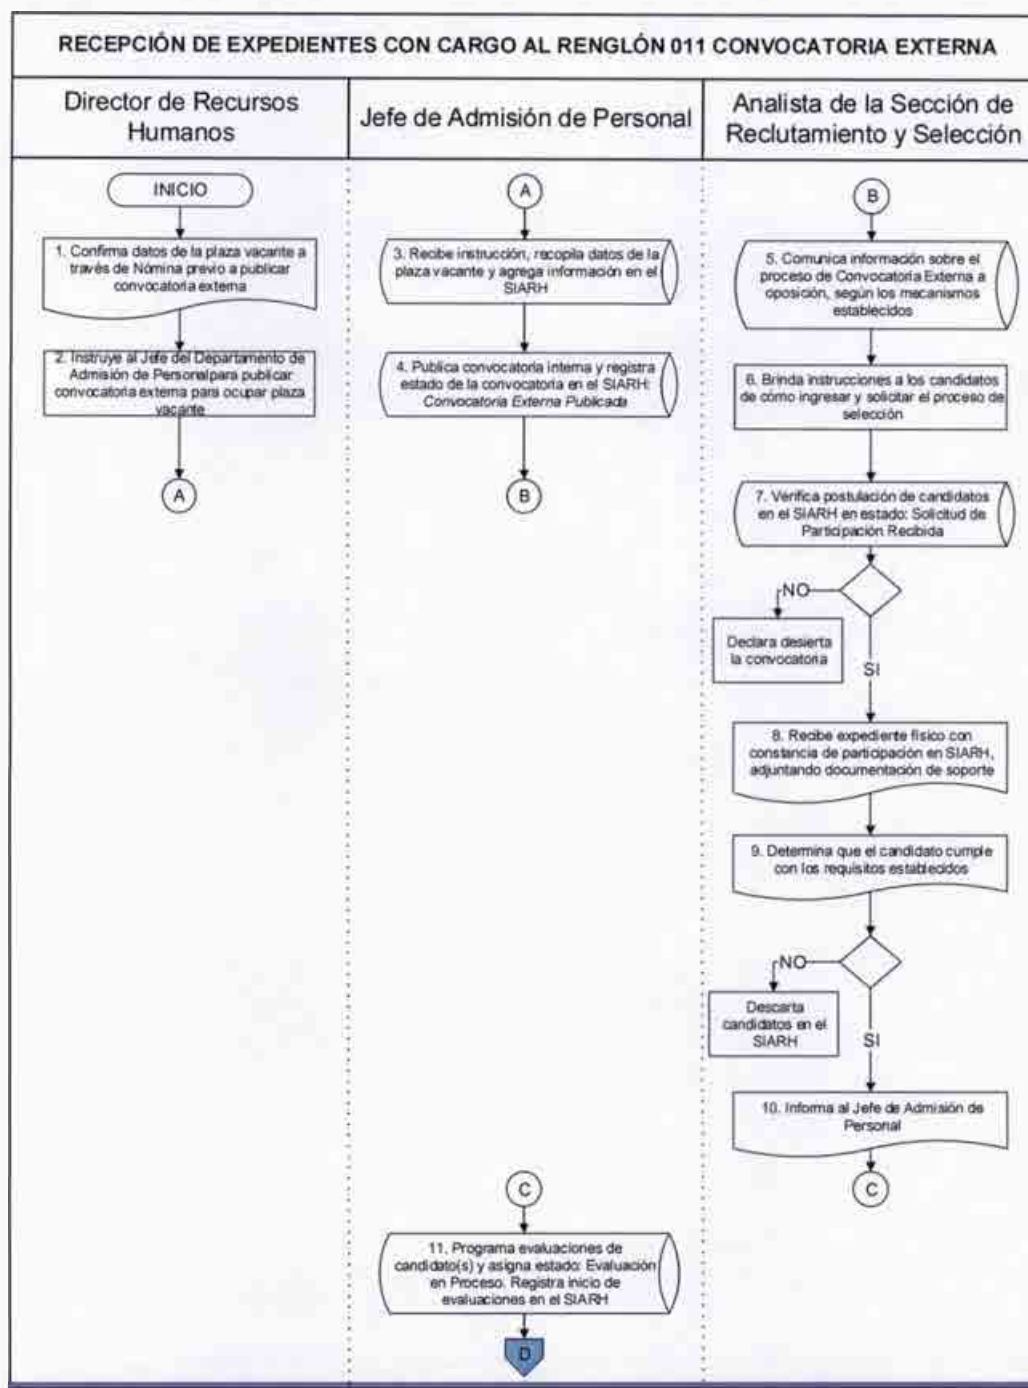 RECEPCIÓN DE EXPEDIENTES CON CARGO AL RENGLÓN 011 CONVOCATORIA EXTERNA
Director de Recursos
Humanos
INICIO
1. Confirma datos de la plaza vacante a
través de Nómina previo a publicar
convocatoria externa
2. Instruye al Jefe del Departamento de
Admisión de Personalpara publicar
convocatoria externa para ocupar plaza
vacante
A
Jefe de Admisión de Personal
A
3. Recibe instrucción, recopila datos de la
plaza vacante y agrega información en el
SIARH
4. Publica convocatoria interna y registra
estado de la convocatoria en el SIARH:
Convocatoria Externa Publicada
B
Analista de la Sección de
Reclutamiento y Selección
B
5. Comunica información sobre el
proceso de Convocatoria Externa a
oposición, según los mecanismos
establecidos
6. Brinda instrucciones a los candidatos
de cómo ingresar y solicitar el proceso de
selección
7. Verifica postulación de candidatos
en el SIARH en estado: Solicitud de
Participación Recibida
NO
Declara desierta
la convocatoria
SI
8. Recibe expediente físico con
constancia de participación en SIARH,
adjuntando documentación de soporte
9. Determina que el candidato cumple
con los requisitos establecidos
NO
Descarta
candidatos en el
SIARH
SI
10. Informa al Jefe de Admisión de
Personal
C
C
11. Programa evaluaciones de
candidato(s) y asigna estado: Evaluación
en Proceso. Registra inicio de
evaluaciones en el SIARH
D